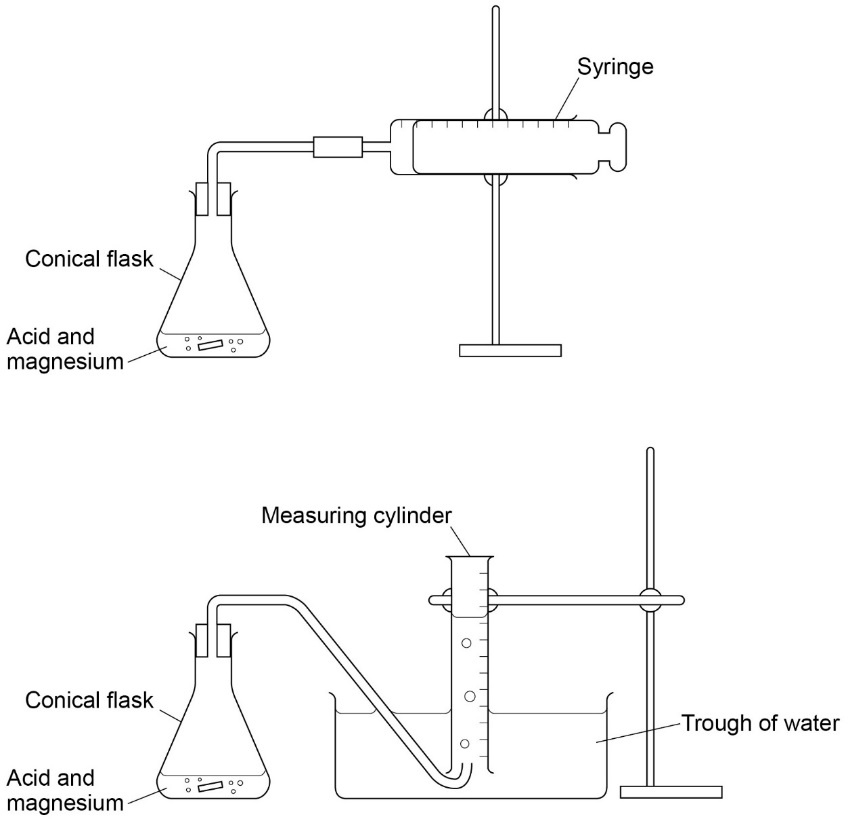 Syringe
Conical flask
Acid and
magnesium
Measuring cylinder
Conical flask
Trough of water
Acid and
magnesium